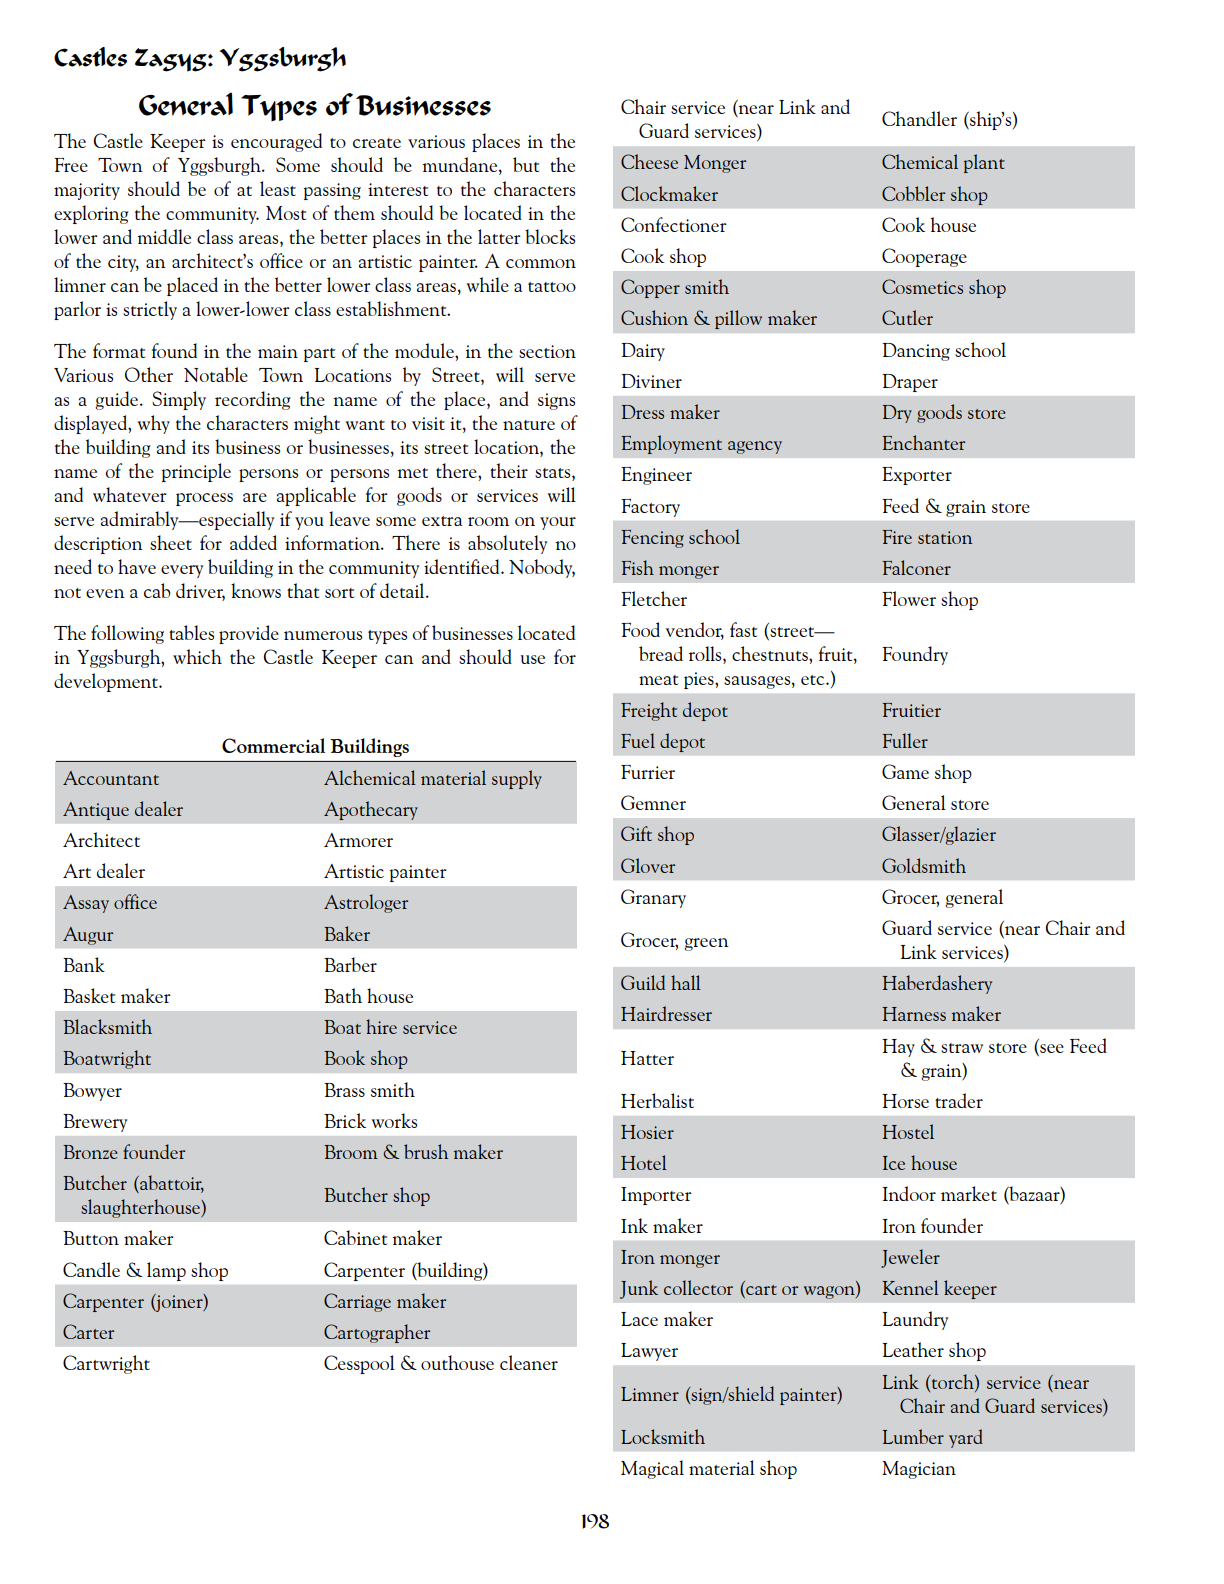 Castles Zagyg: Yggsburgh
General Types of Businesses
The Castle Keeper is encouraged to create various places in the
Free Town of Yggsburgh. Some should be mundane, but the
majority should be of at least passing interest to the characters
exploring the community. Most of them should be located in the
lower and middle class areas, the better places in the latter blocks
of the city, an architect's office or an artistic painter. A common
limner can be placed in the better lower class areas, while a tattoo
parlor is strictly a lower-lower class establishment.
The format found in the main part of the module, in the section
Various Other Notable Town Locations by Street, will serve
as a guide. Simply recording the name of the place, and signs
displayed, why the characters might want to visit it, the nature of
the building and its business or businesses, its street location, the
name of the principle persons or persons met there, their stats,
and whatever process are applicable for goods or services will
serve admirably—especially if you leave some extra room on your
description sheet for added information. There is absolutely no
need to have every building in the community identified. Nobody,
not even a cab driver, knows that sort of detail.
The following tables provide numerous types of businesses located
in Yggsburgh, which the Castle Keeper can and should use for
development.
Commercial Buildings
Accountant Alchemical material supply
Antique dealer Apothecary
Architect Armorer
Art dealer Artistic painter
Assay office Astrologer
Augur Baker
Bank Barber
Basket maker Bath house
Blacksmith Boat hire service
Boatwright Book shop
Bowyer Brass smith
Brewery Brick works
Bronze founder Broom & brush maker
Butcher (abattoir,
slaughterhouse) Butcher shop
Button maker Cabinet maker
Candle & lamp shop Carpenter (building)
Carpenter (joiner) Carriage maker
Carter Cartographer
Cartwright Cesspool & outhouse cleaner
Chair service (near Link and
Guard services) Chandler (ship's)
Cheese Monger Chemical plant
Clockmaker Cobbler shop
Confectioner Cook house
Cook shop Cooperage
Copper smith Cosmetics shop
Cushion & pillow maker Cutler
Dairy Dancing school
Diviner Draper
Dress maker Dry goods store
Employment agency Enchanter
Engineer Exporter
Factory Feed & grain store
Fencing school Fire station
Fish monger Falconer
Fletcher Flower shop
Food vendor, fast (street—
bread rolls, chestnuts, fruit, Foundry
meat pies, sausages, etc.)
Freight depot Fruitier
Fuel depot Fuller
Furrier Game shop
Gemner General store
Gift shop Glasser/glazier
Glover Goldsmith
Granary Grocer, general
Grocer, green Guard service (near Chair and
Link services)
Guild hall Haberdashery
Hairdresser Harness maker
Hatter Hay & straw store (see Feed
& grain)
Herbalist Horse trader
Hosier Hostel
Hotel Ice house
Importer Indoor market (bazaar)
Ink maker Iron founder
Iron monger Jeweler
Junk collector (cart or wagon) Kennel keeper
Lace maker Laundry
Lawyer Leather shop
Limner (sign/shield painter) Link (torch) service (near
Chair and Guard services)
Locksmith Lumber yard
Magical material shop Magician
198